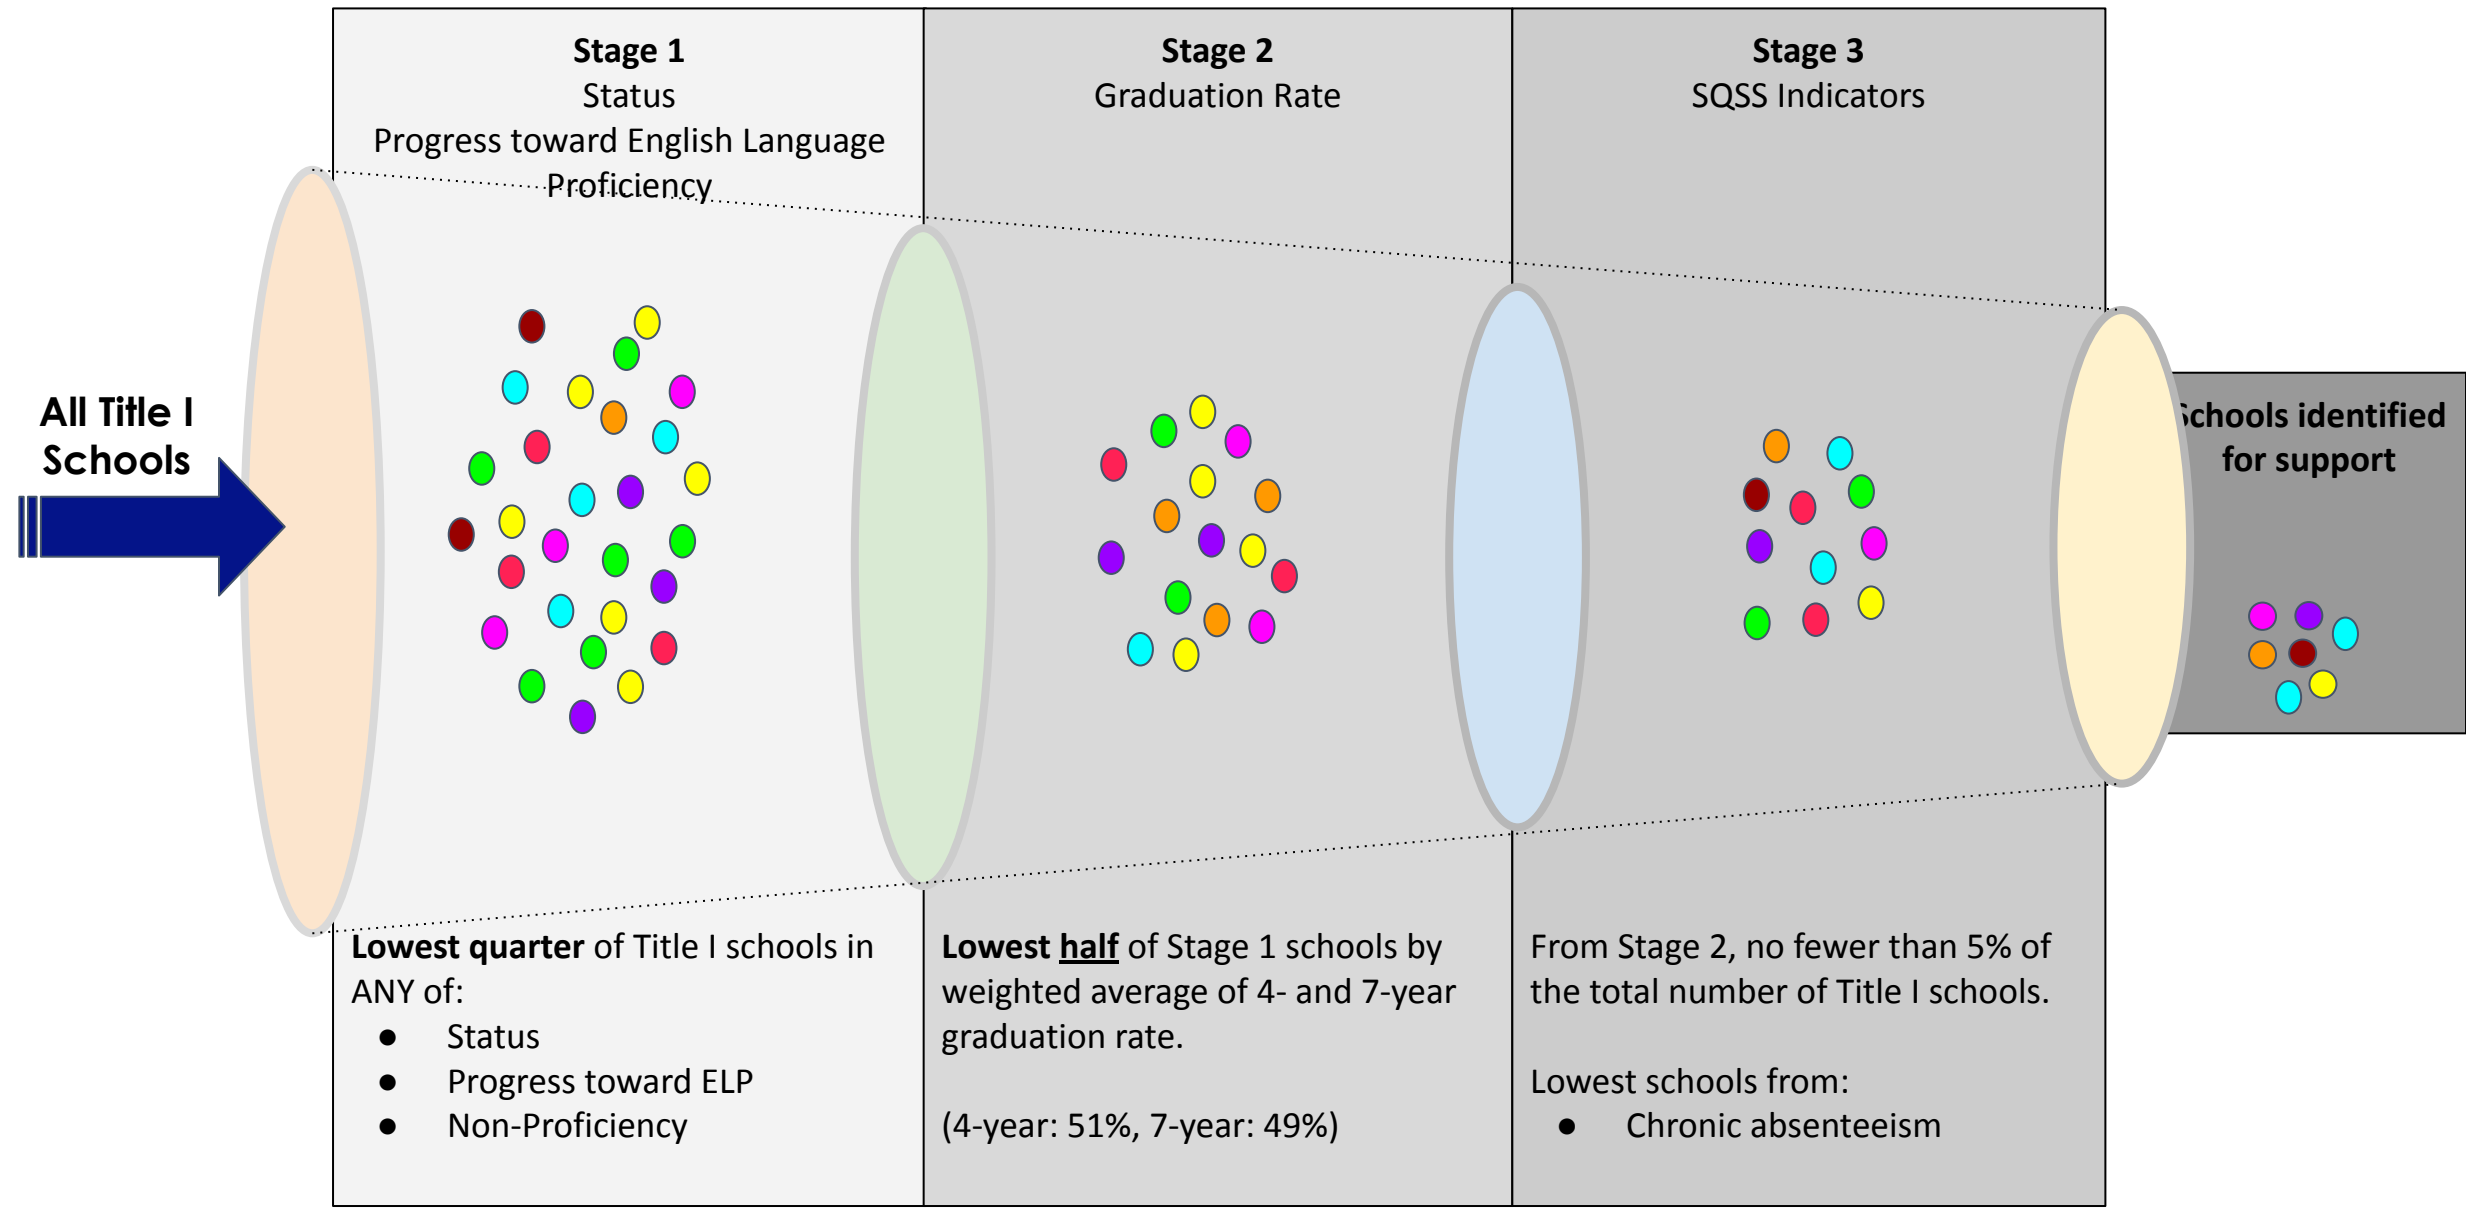 All Title I
Schools
Stage 1
Status
Progress toward English Language
Proficiency
Lowest quarter of Title I schools in
ANY of:
● Status
● Progress toward ELP
● Non-Proficiency
Stage 2
Graduation Rate
Lowest half of Stage 1 schools by
weighted average of 4- and 7-year
graduation rate.
(4-year: 51%, 7-year: 49%)
Stage 3
SQSS Indicators
From Stage 2, no fewer than 5% of
the total number of Title I schools.
Lowest schools from:
● Chronic absenteeism
Schools identified
for support